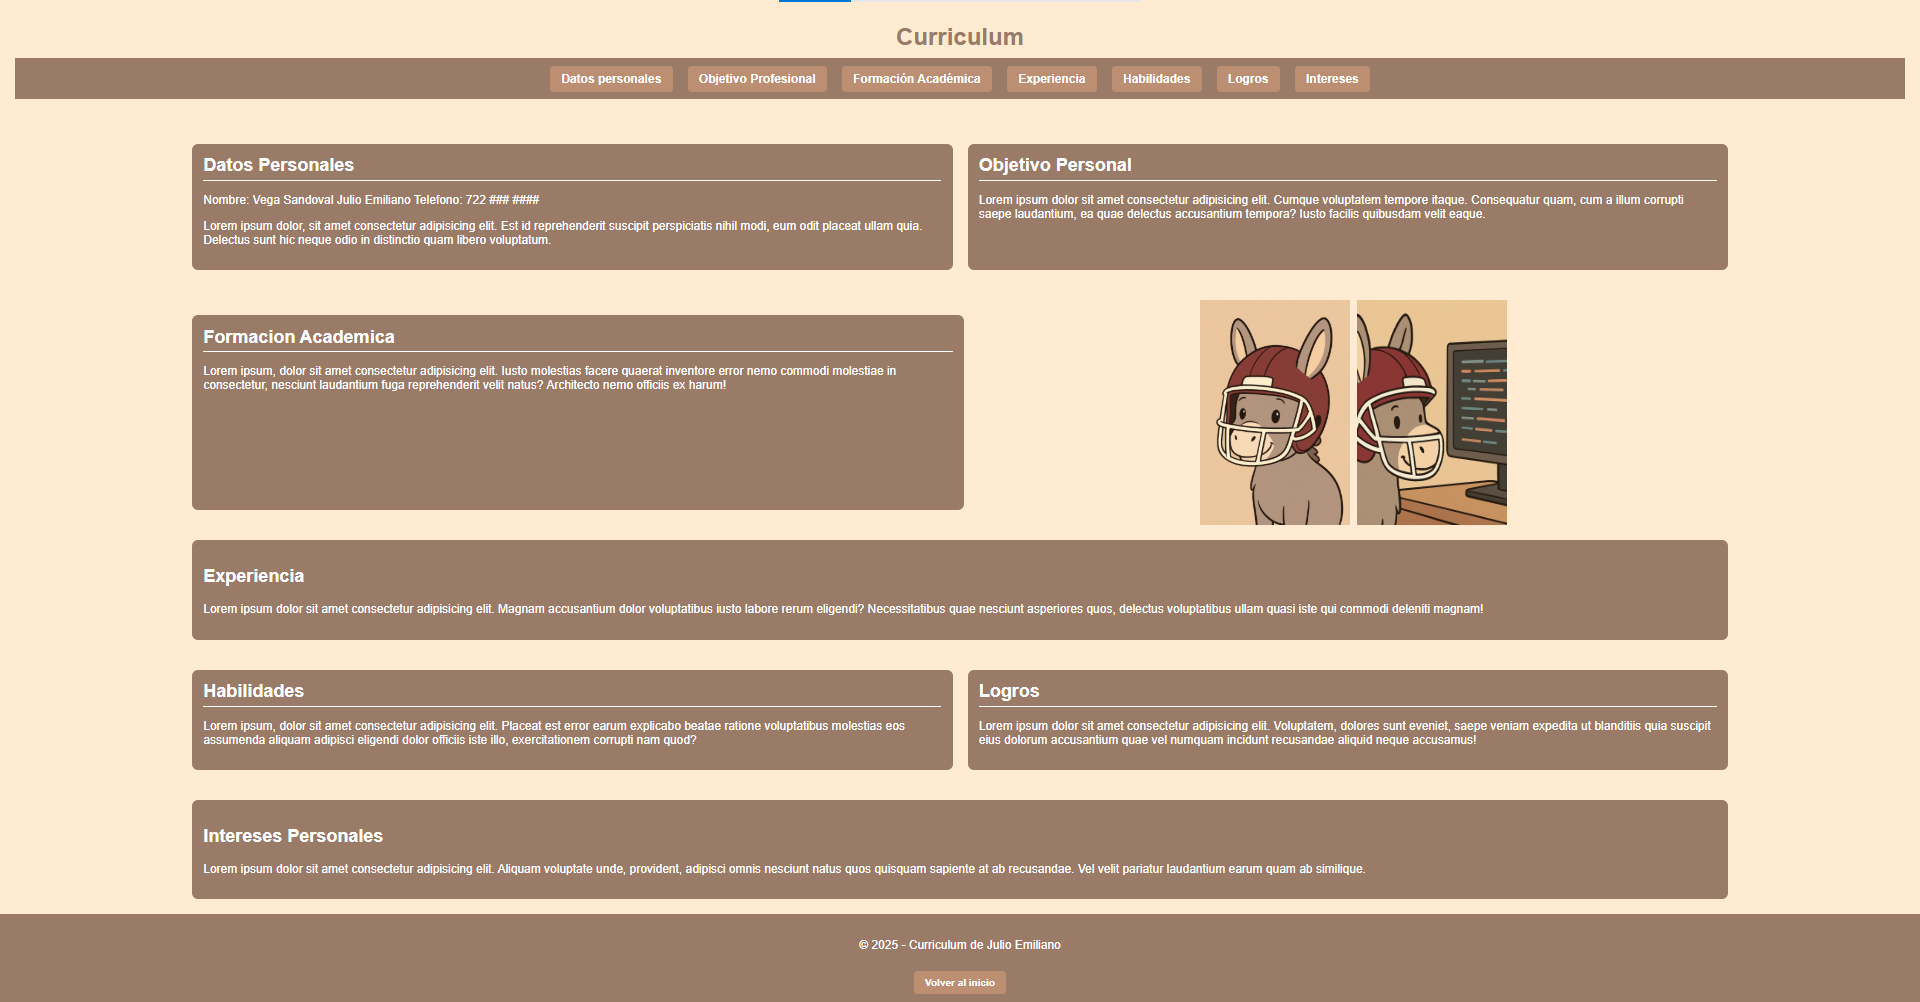 Curriculum
Datos personales
Objetivo Profesional
Formación Académica
Experiencia
Habilidades
Logros
Intereses
Datos Personales
Nombre: Vega Sandoval Julio Emiliano Telefono: 722 ### ####
Lorem ipsum dolor, sit amet consectetur adipisicing elit. Est id reprehenderit suscipit perspiciatis nihil modi, eum odit placeat ullam quia.
Delectus sunt hic neque odio in distinctio quam libero voluptatum.
Objetivo Personal
Lorem ipsum dolor sit amet consectetur adipisicing elit. Cumque voluptatem tempore itaque. Consequatur quam, cum a illum corrupti
saepe laudantium, ea quae delectus accusantium tempora? Iusto facilis quibusdam velit eaque.
Formacion Academica
Lorem ipsum, dolor sit amet consectetur adipisicing elit. Iusto molestias facere quaerat inventore error nemo commodi molestiae in
consectetur, nesciunt laudantium fuga reprehenderit velit natus? Architecto nemo officiis ex harum!
Experiencia
Lorem ipsum dolor sit amet consectetur adipisicing elit. Magnam accusantium dolor voluptatibus iusto labore rerum eligendi? Necessitatibus quae nesciunt asperiores quos, delectus voluptatibus ullam quasi iste qui commodi deleniti magnam!
Habilidades
Lorem ipsum, dolor sit amet consectetur adipisicing elit. Placeat est error earum explicabo beatae ratione voluptatibus molestias eos
assumenda aliquam adipisci eligendi dolor officiis iste illo, exercitationem corrupti nam quod?
Logros
Lorem ipsum dolor sit amet consectetur adipisicing elit. Voluptatem, dolores sunt eveniet, saepe veniam expedita ut blanditiis quia suscipit
eius dolorum accusantium quae vel numquam incidunt recusandae aliquid neque accusamus!
Intereses Personales
Lorem ipsum dolor sit amet consectetur adipisicing elit. Aliquam voluptate unde, provident, adipisci omnis nesciunt natus quos quisquam sapiente at ab recusandae. Vel velit pariatur laudantium earum quam ab similique.
© 2025 - Curriculum de Julio Emiliano
Volver al inicio